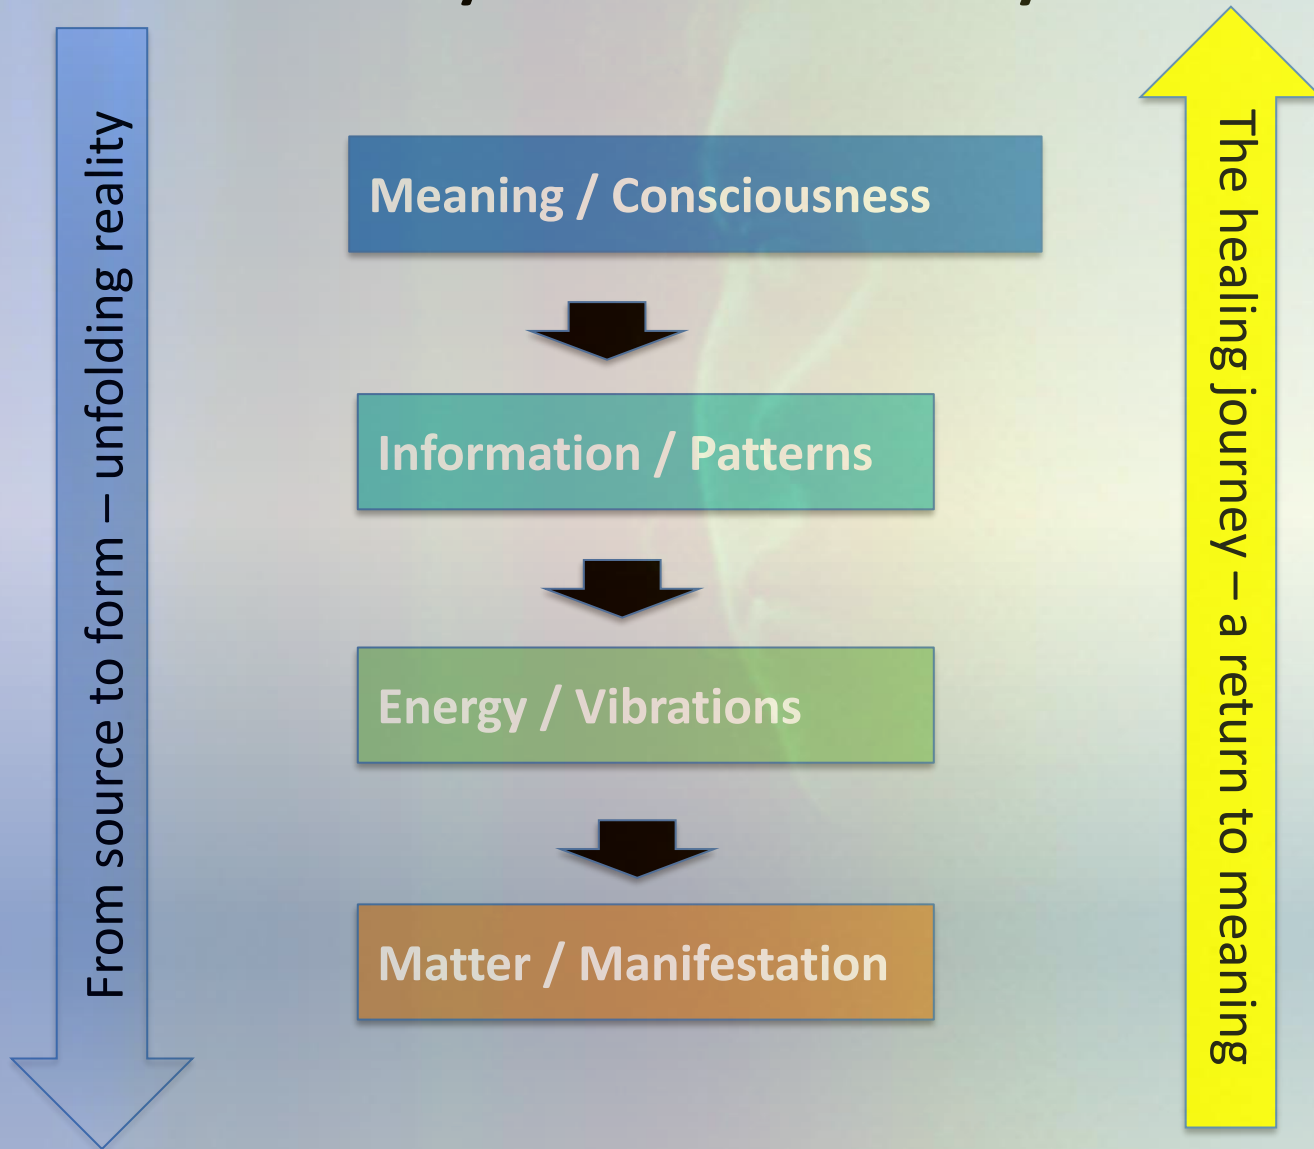 From source to form – unfolding reality
Meaning / Consciousness
Information / Patterns
Energy / Vibrations
Matter / Manifestation
The healing journey – a return to meaning